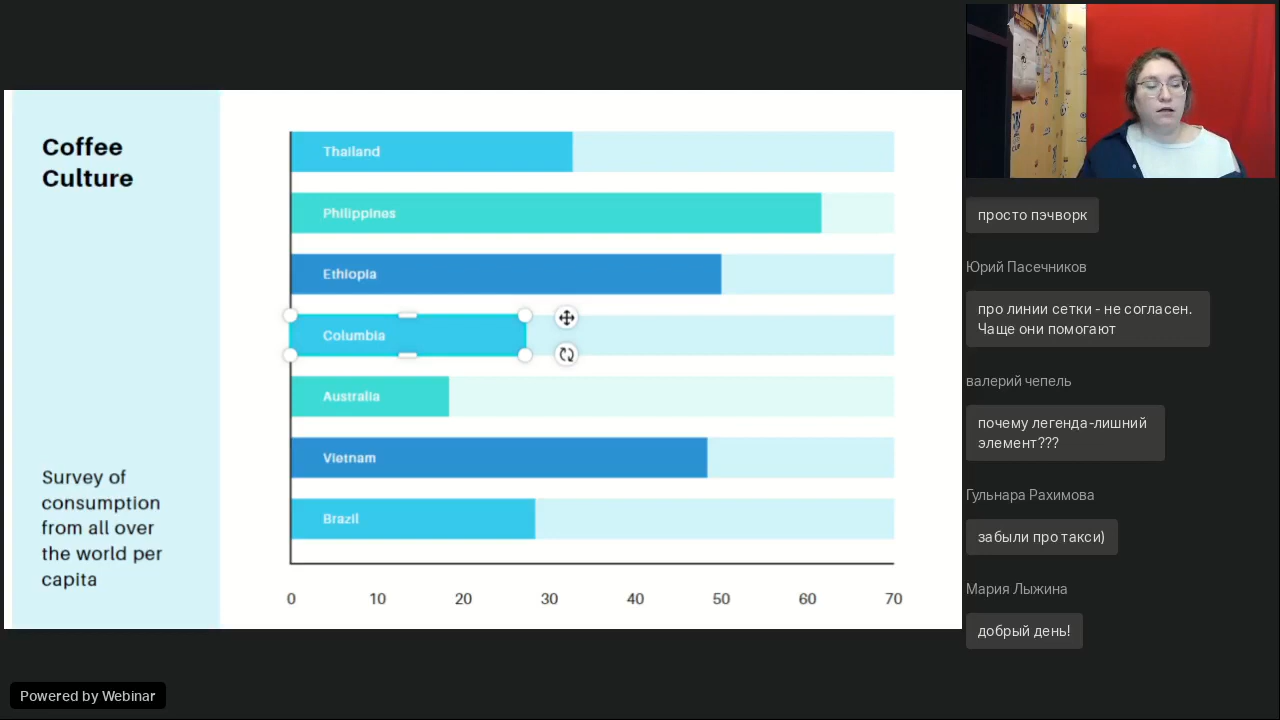 Coffee
Culture
Survey of
consumption
from all over
the world per
capita
Thailand
Philippines
Ethiopia
Columbia
Australia
Vietnam
Brazil
0 10 20 30 40 50 60 70
просто пэчворк
Юрий Пасечников
про линии сетки - не согласен.
Чаще они помогают
валерий чепель
почему легенда-лишний
элемент???
Гульнара Рахимова
забыли про такси)
Мария Лыжина
добрый день!
Powered by Webinar